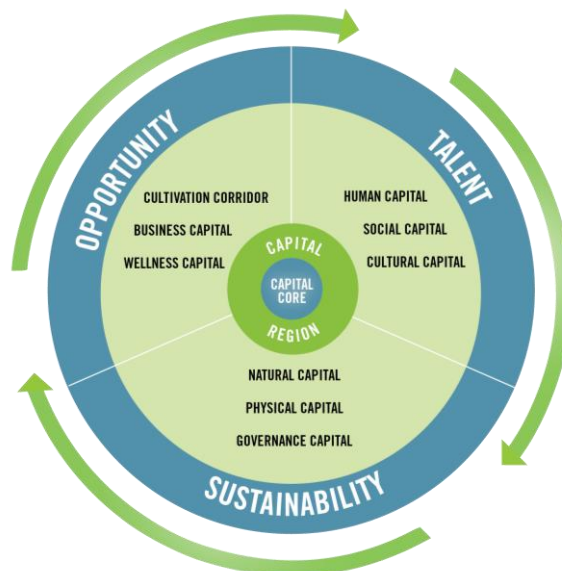 OPPORTUNITY
TALENT
CULTIVATION CORRIDOR
BUSINESS CAPITAL
WELLNESS CAPITAL
HUMAN CAPITAL
SOCIAL CAPITAL
CULTURAL CAPITAL
CAPITAL
CAPITAL
CORE
REGION
NATURAL CAPITAL
PHYSICAL CAPITAL
GOVERNANCE CAPITAL
SUSTAINABILITY